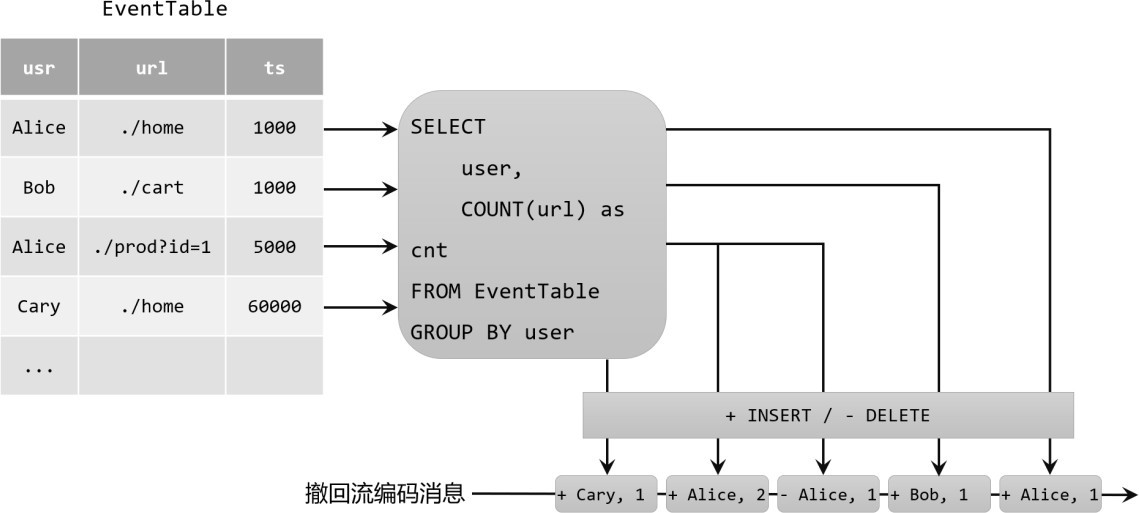 EventTable
usr url ts
Alice ./home 1000
Bob ./cart 1000
Alice ./prod?id=1 5000
Cary ./home 60000
...
SELECT
user,
COUNT(url) as
cnt
FROM EventTable
GROUP BY user
+ INSERT / - DELETE
撤回流编码消息 + Cary, 1 + Alice, 2 - Alice, 1 + Bob, 1 + Alice, 1